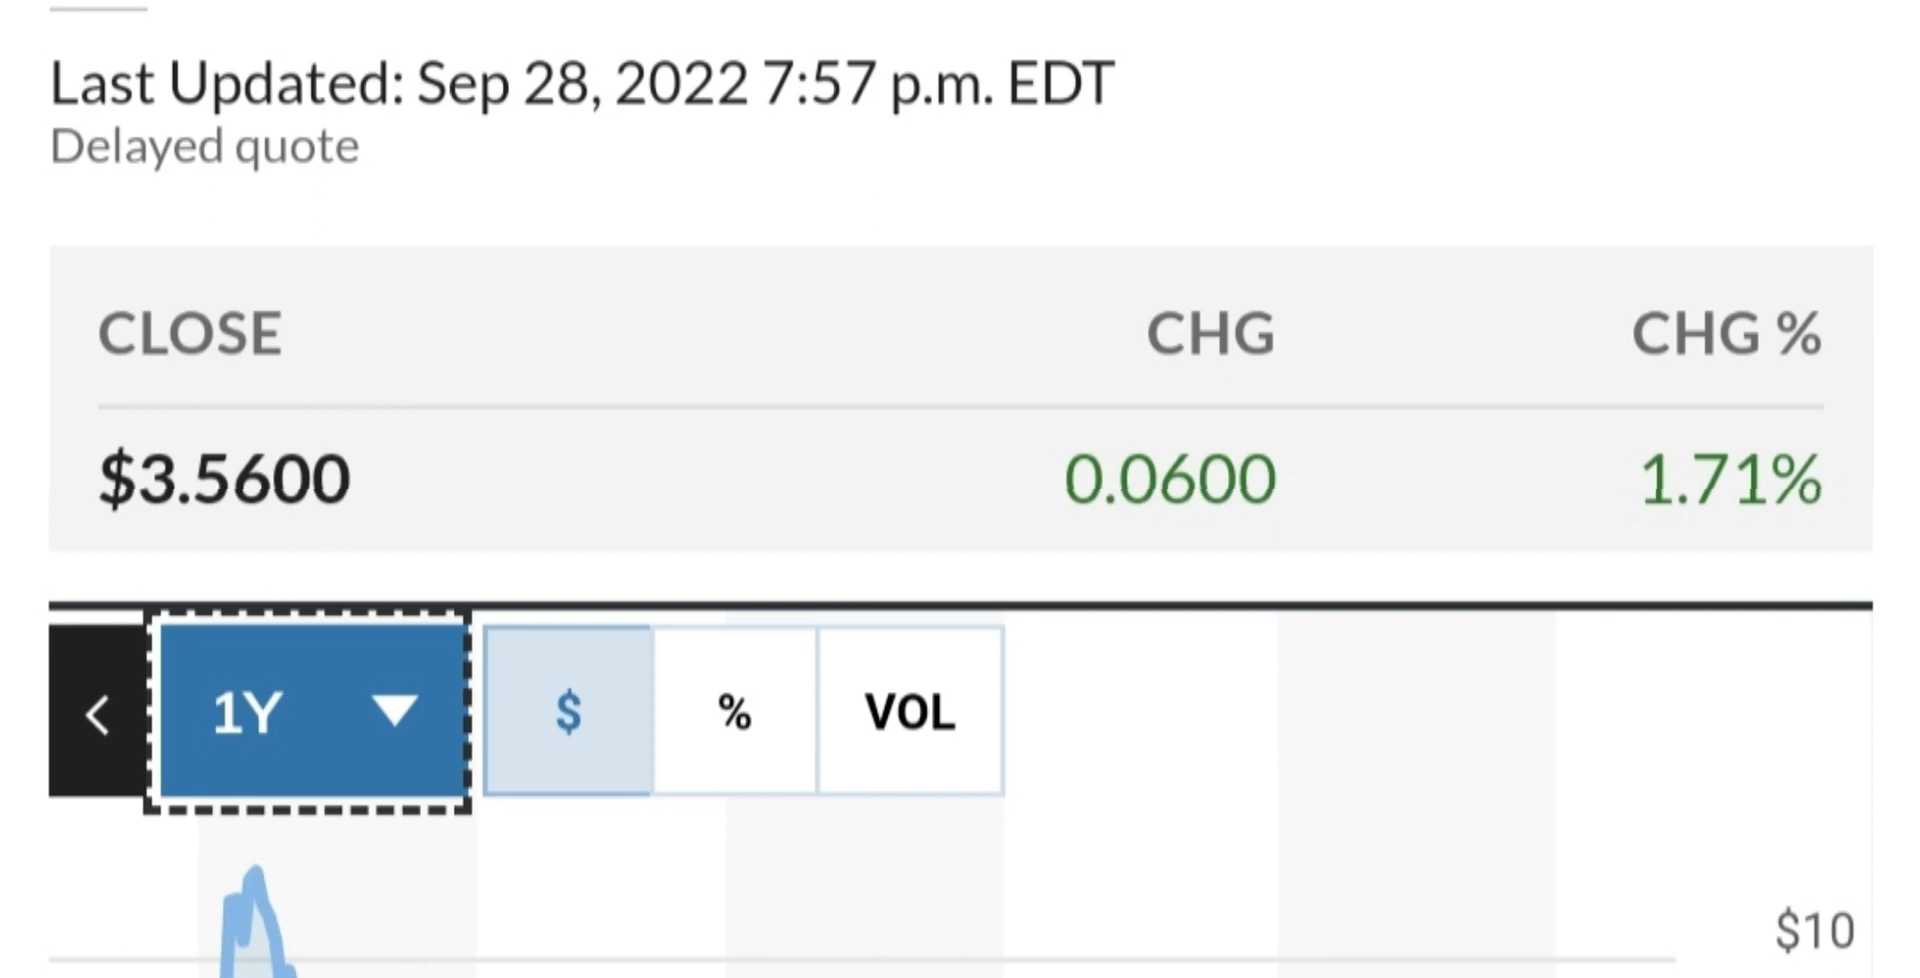 Last Updated: Sep 28, 2022 7:57 p.m. EDT
Delayed quote
CLOSE CHG CHG %
$3.5600 0.0600 1.71%
1Y $ % VOL
$10